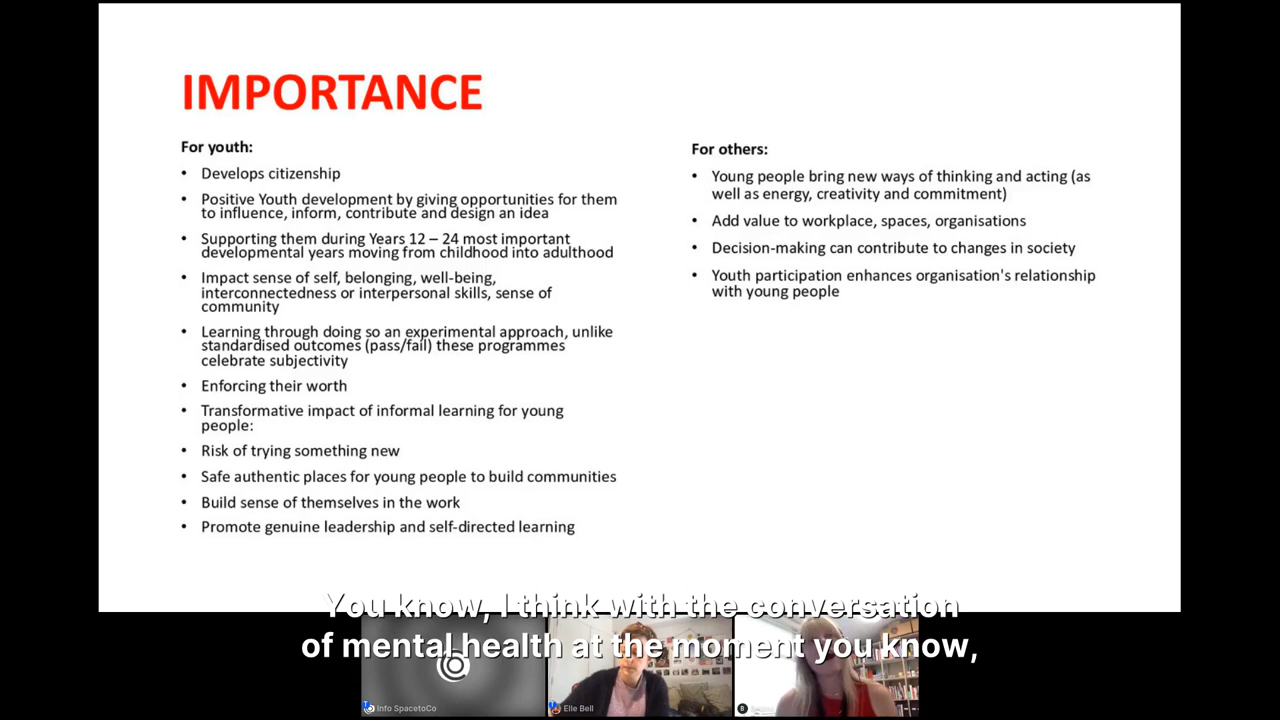 IMPORTANCE
For youth:
• Develops citizenship
• Positive Youth development by giving opportunities for them
to influence, inform, contribute and design an idea
• Supporting them during Years 12 – 24 most important
developmental years moving from childhood into adulthood
• Impact sense of self, belonging, well-being,
interconnectedness or interpersonal skills, sense of
community
• Learning through doing so an experimental approach, unlike
standardised outcomes (pass/fail) these programmes
celebrate subjectivity
• Enforcing their worth
• Transformative impact of informal learning for young
people:
• Risk of trying something new
• Safe authentic places for young people to build communities
• Build sense of themselves in the work
• Promote genuine leadership and self-directed learning
For others:
• Young people bring new ways of thinking and acting (as
well as energy, creativity and commitment)
• Add value to workplace, spaces, organisations
• Decision-making can contribute to changes in society
• Youth participation enhances organisation's relationship
with young people
You know, I think with the conversation
of mental health at the moment you know,
Info SpacetoCo
Elle Bell